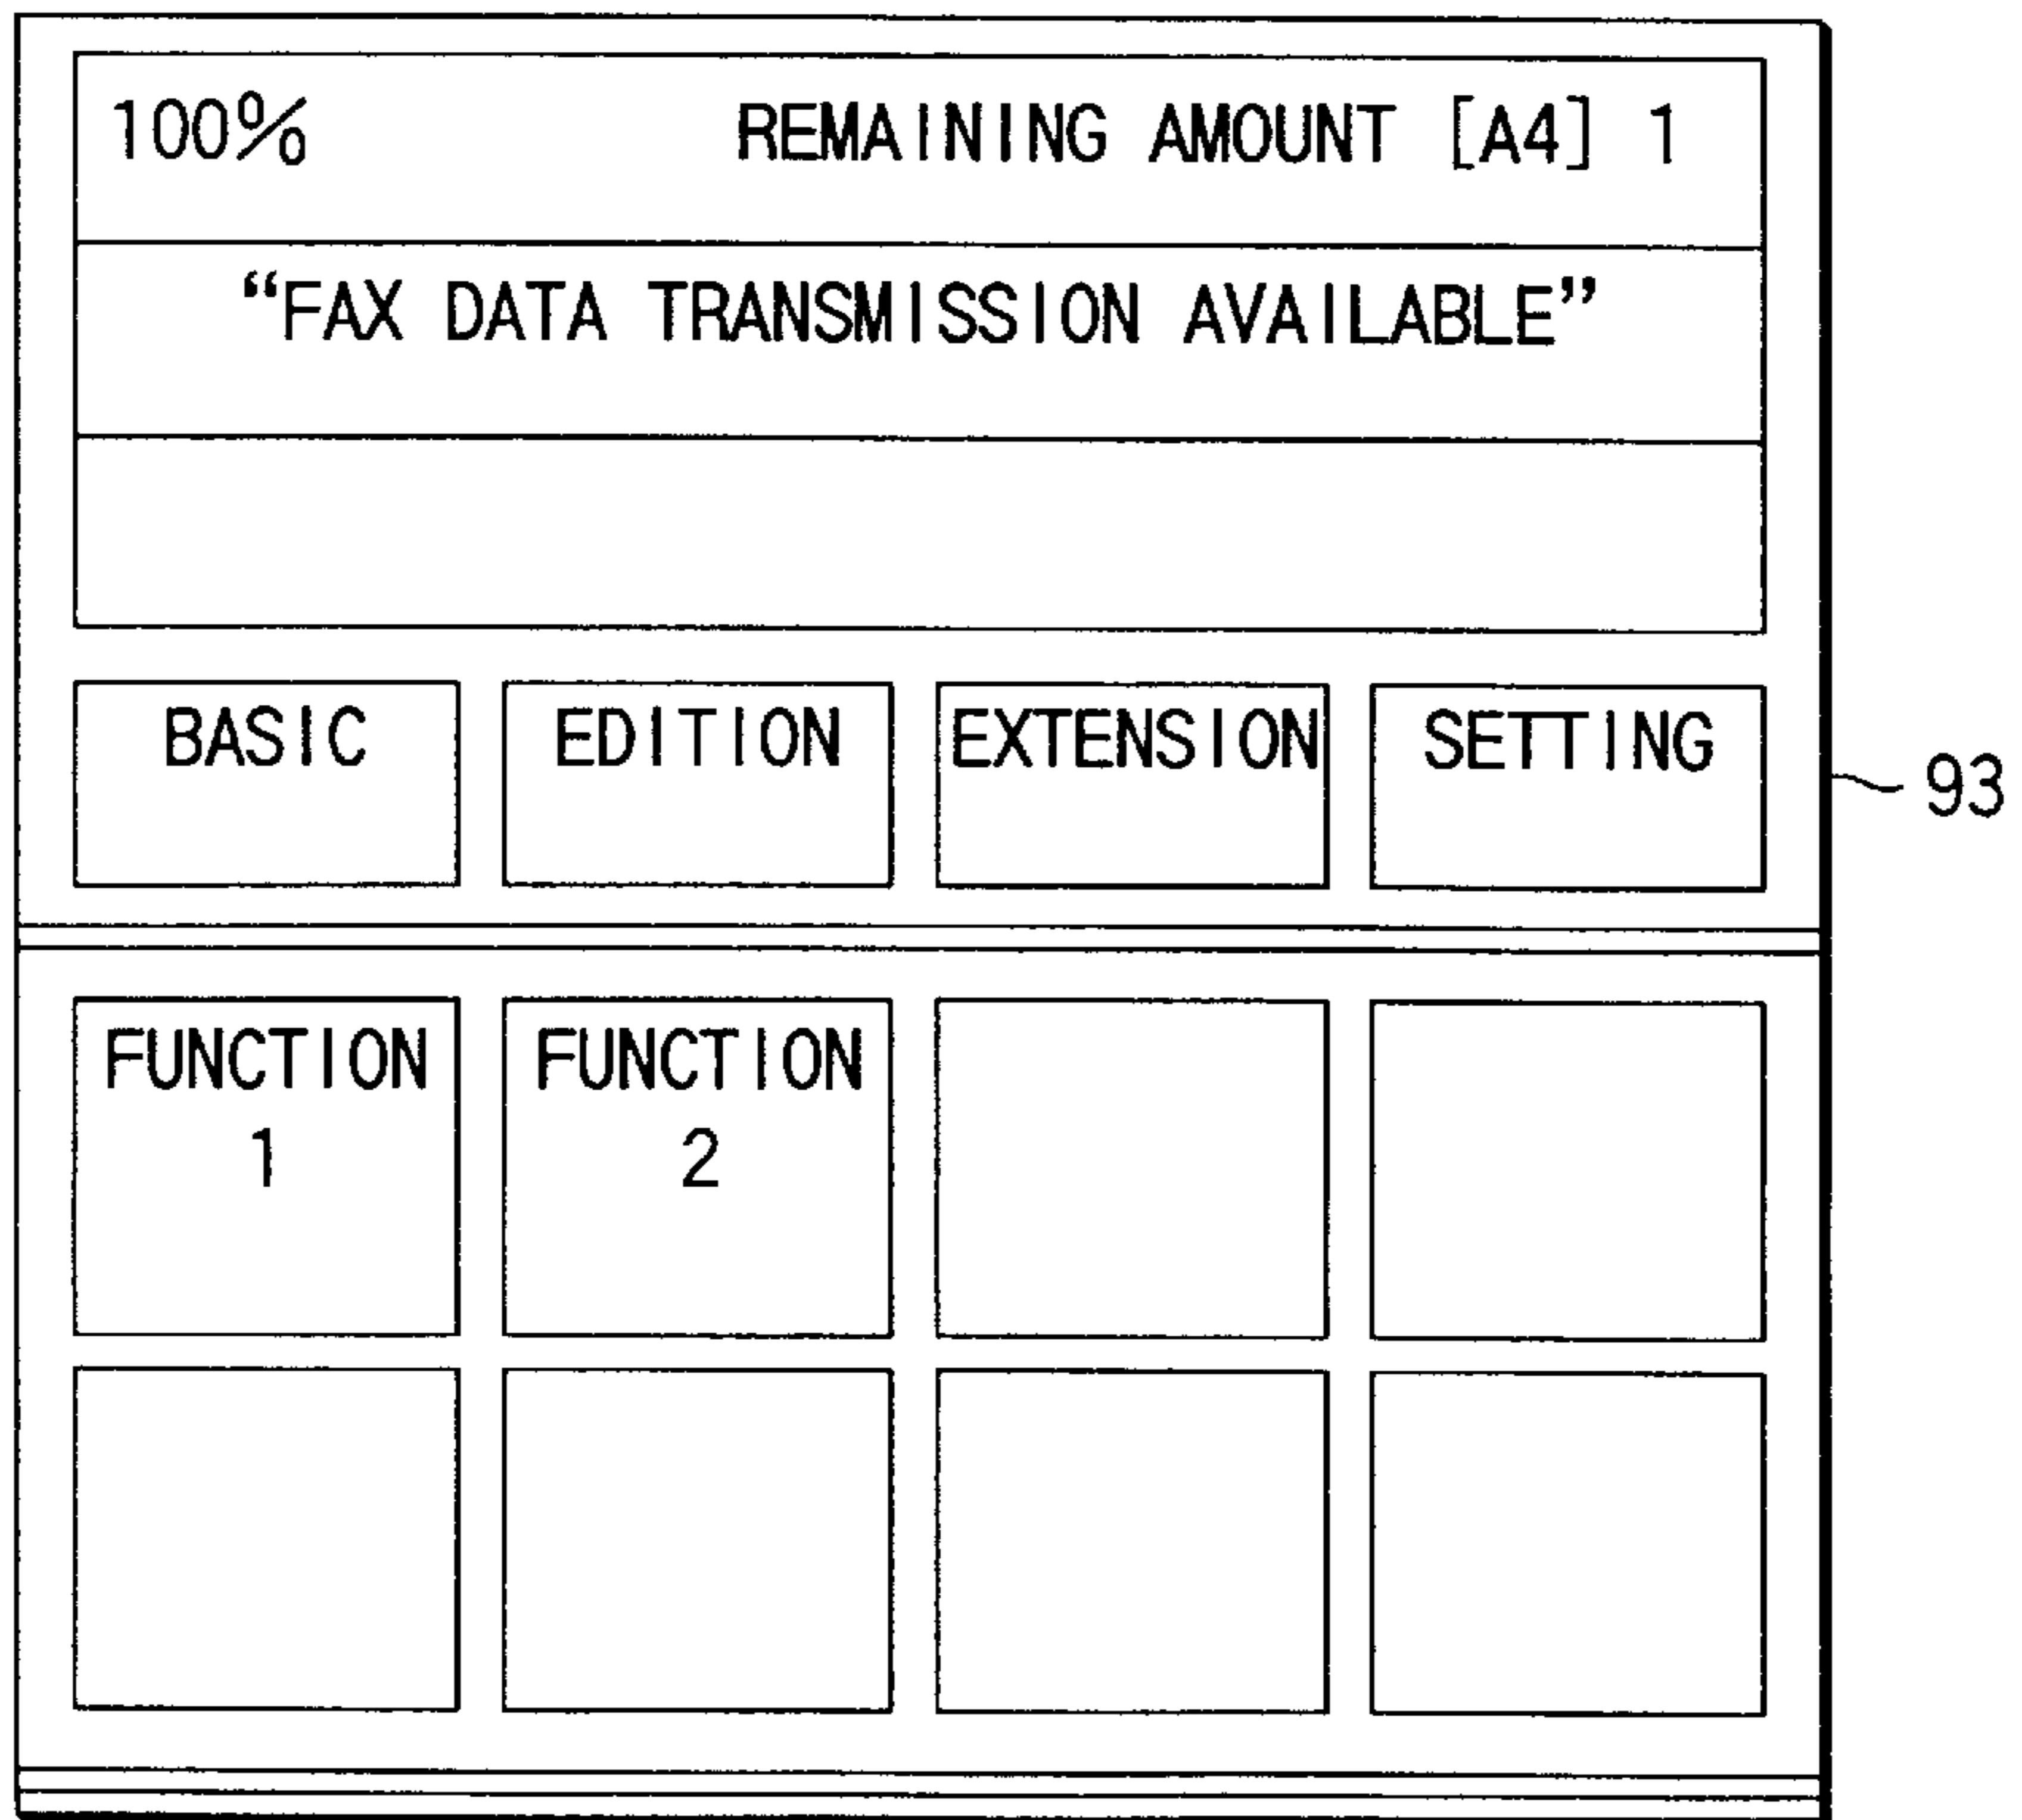 100% REMAINING AMOUNT [A4] 1
“FAX DATA TRANSMISSION AVAILABLE”
BASIC EDITION EXTENSION SETTING
93
FUNCTION FUNCTION
1 2